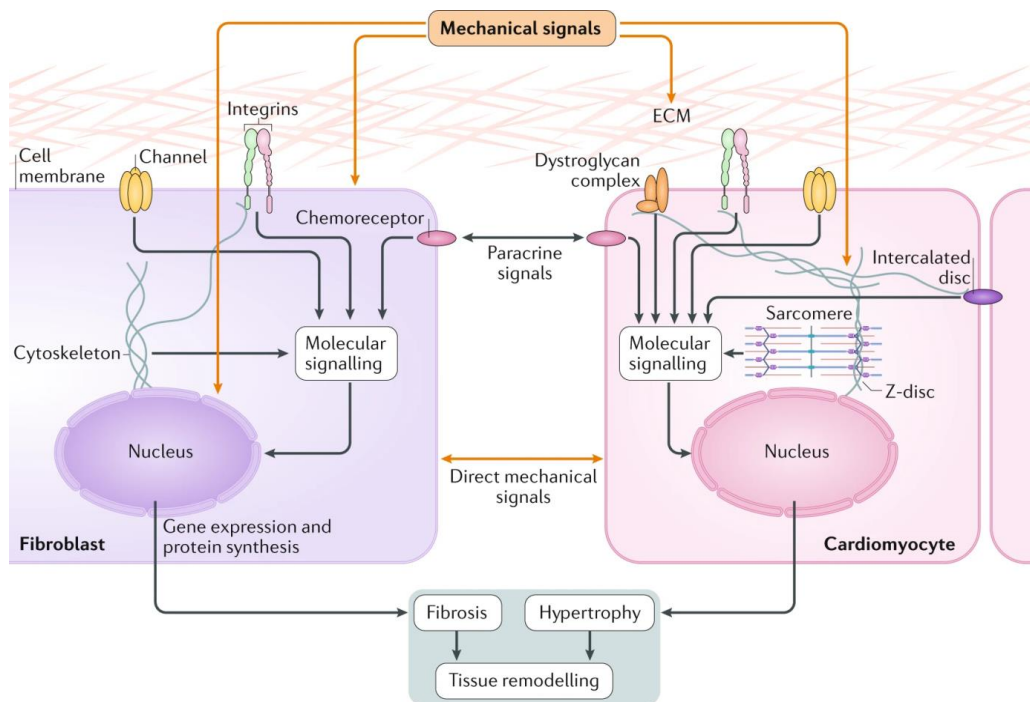 Mechanical signals
Integrins
ECM
Cell
membrane
Channel
Dystroglycan
complex
Chemoreceptor
Paracrine
signals
Intercalated
disc
Cytoskeleton
Molecular
signalling
Molecular
signalling
Sarcomere
Z-disc
Nucleus
Nucleus
Direct mechanical
signals
Gene expression and
protein synthesis
Fibroblast
Cardiomyocyte
Fibrosis
Hypertrophy
Tissue remodelling